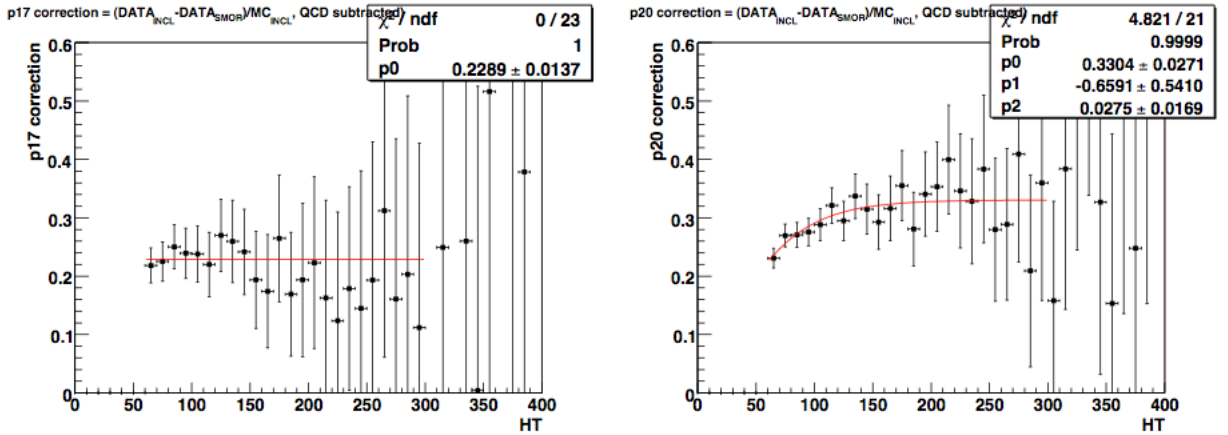 p17 correction = (DATA_INCL-DATA_SMOR)/MC_INCL, QCD subtracted)
χ² / ndf 0 / 23
Prob 1
p0 0.2289 ± 0.0137
p17 correction
0.6
0.5
0.4
0.3
0.2
0.1
0
0 50 100 150 200 250 300 350 400
HT
p20 correction = (DATA_INCL-DATA_SMOR)/MC_INCL, QCD subtracted)
χ² / ndf 4.821 / 21
Prob 0.9999
p0 0.3304 ± 0.0271
p1 -0.6591 ± 0.5410
p2 0.0275 ± 0.0169
p20 correction
0.6
0.5
0.4
0.3
0.2
0.1
0
0 50 100 150 200 250 300 350 400
HT